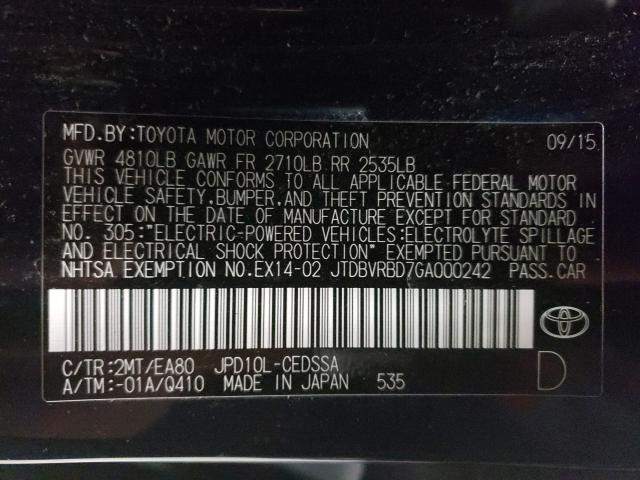 MFD.BY:TOYOTA MOTOR CORPORATION 09/15
GVWR 4810LB GAWR FR 2710LB RR 2535LB
THIS VEHICLE CONFORMS TO ALL APPLICABLE FEDERAL MOTOR
VEHICLE SAFETY,BUMPER,AND THEFT PREVENTION STANDARDS IN
EFFECT ON THE DATE OF MANUFACTURE EXCEPT FOR STANDARD
NO. 305:"ELECTRIC-POWERED VEHICLES:ELECTROLYTE SPILLAGE
AND ELECTRICAL SHOCK PROTECTION" EXEMPTED PURSUANT TO
NHTSA EXEMPTION NO.EX14-02 JTDBVRBD7GA000242 PASS.CAR
C/TR:2MT/EA80 JPD10L-CEDSSA
A/TM:-01A/Q410 MADE IN JAPAN 535
D